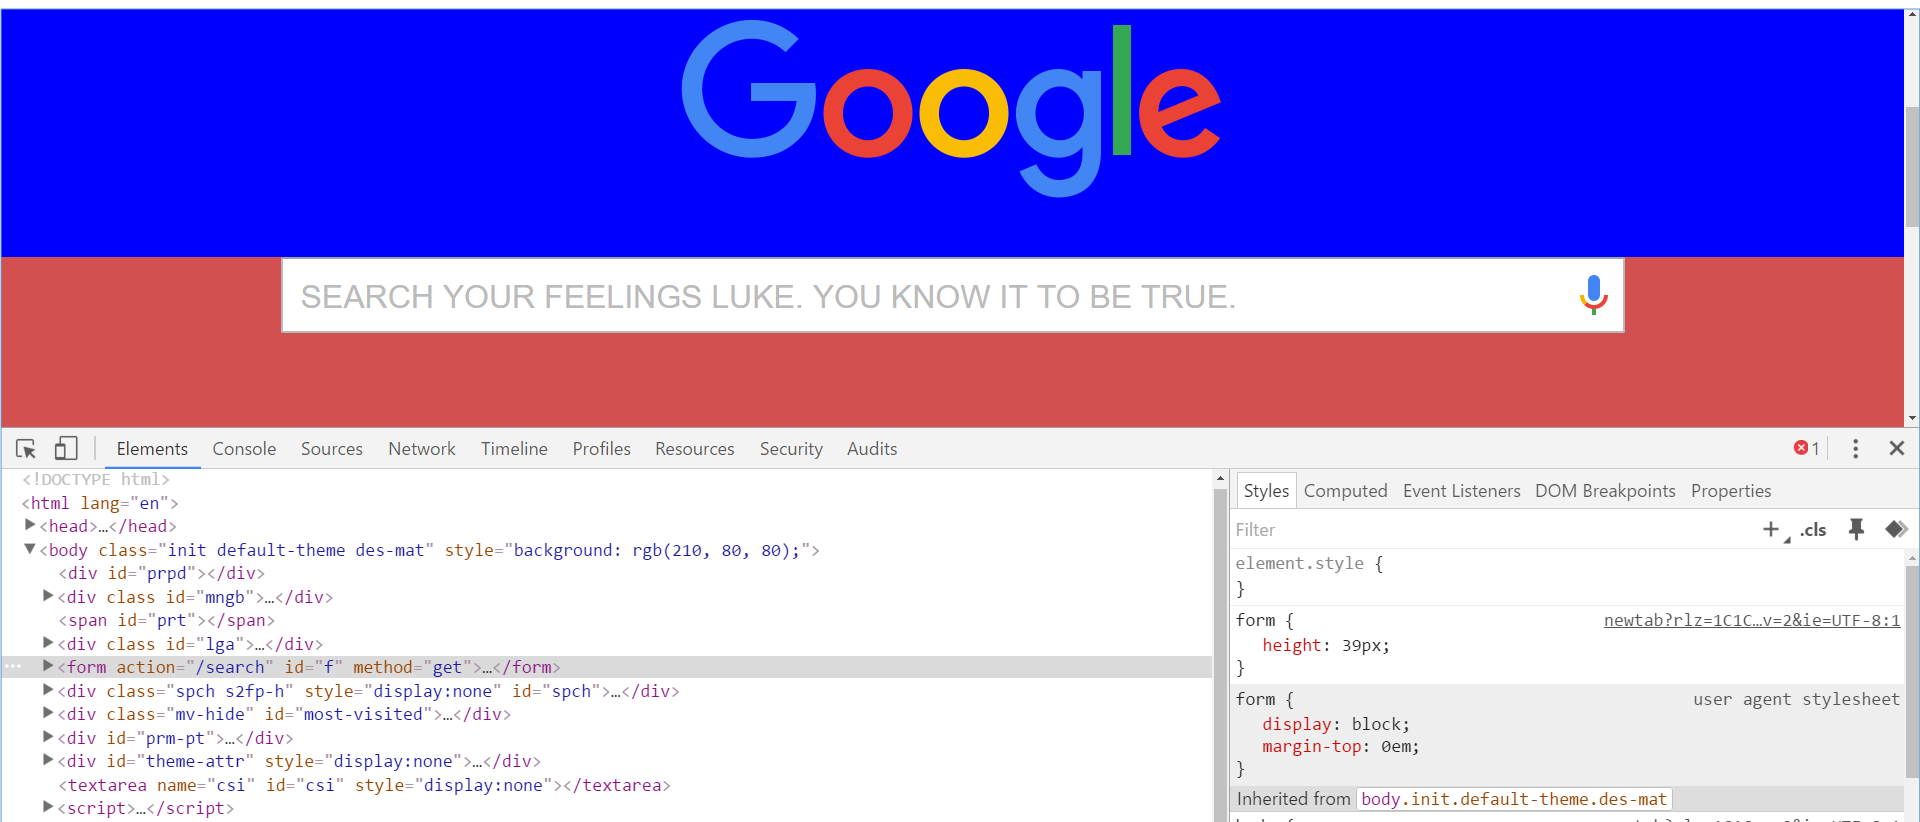 Google
SEARCH YOUR FEELINGS LUKE. YOU KNOW IT TO BE TRUE.
Elements Console Sources Network Timeline Profiles Resources Security Audits 1
<!DOCTYPE html>
<html lang="en">
<head>…</head>
<body class="init default-theme des-mat" style="background: rgb(210, 80, 80);">
<div id="prpd"></div>
<div class id="mngb">…</div>
<span id="prt"></span>
<div class id="lga">…</div>
<form action="/search" id="f" method="get">…</form>
<div class="spch s2fp-h" style="display:none" id="spch">…</div>
<div class="mv-hide" id="most-visited">…</div>
<div id="prm-pt">…</div>
<div id="theme-attr" style="display:none">…</div>
<textarea name="csi" id="csi" style="display:none"></textarea>
<script>…</script>
Styles Computed Event Listeners DOM Breakpoints Properties
Filter .cls
element.style {
}
form { newtab?rlz=1C1C…v=2&ie=UTF-8:1
height: 39px;
}
form { user agent stylesheet
display: block;
margin-top: 0em;
}
Inherited from body.init.default-theme.des-mat